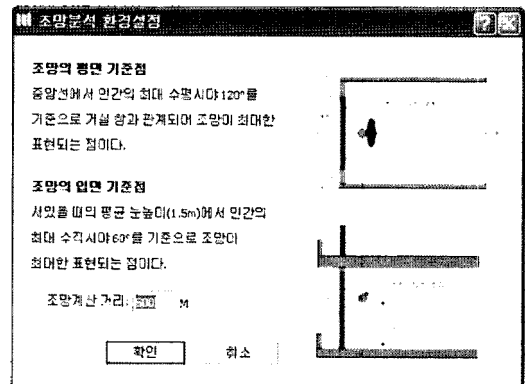 조망분석 환경설정
조망의 평면 기준점
중앙선에서 인간의 최대 수평시야120°를
기준으로 거실 창과 관계되어 조망이 최대한
표현되는 점이다.
조망의 입면 기준점
서있을 때의 평균 눈높이(1.5m)에서 인간의
최대 수직시야60°를 기준으로 조망이
최대한 표현되는 점이다.
조망계산 거리: M
확인 취소